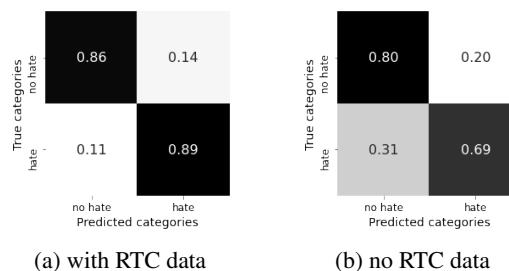 True categories
no hate
hate
0.86 0.14
0.11 0.89
no hate hate
Predicted categories
(a) with RTC data
True categories
no hate
hate
0.80 0.20
0.31 0.69
no hate hate
Predicted categories
(b) no RTC data